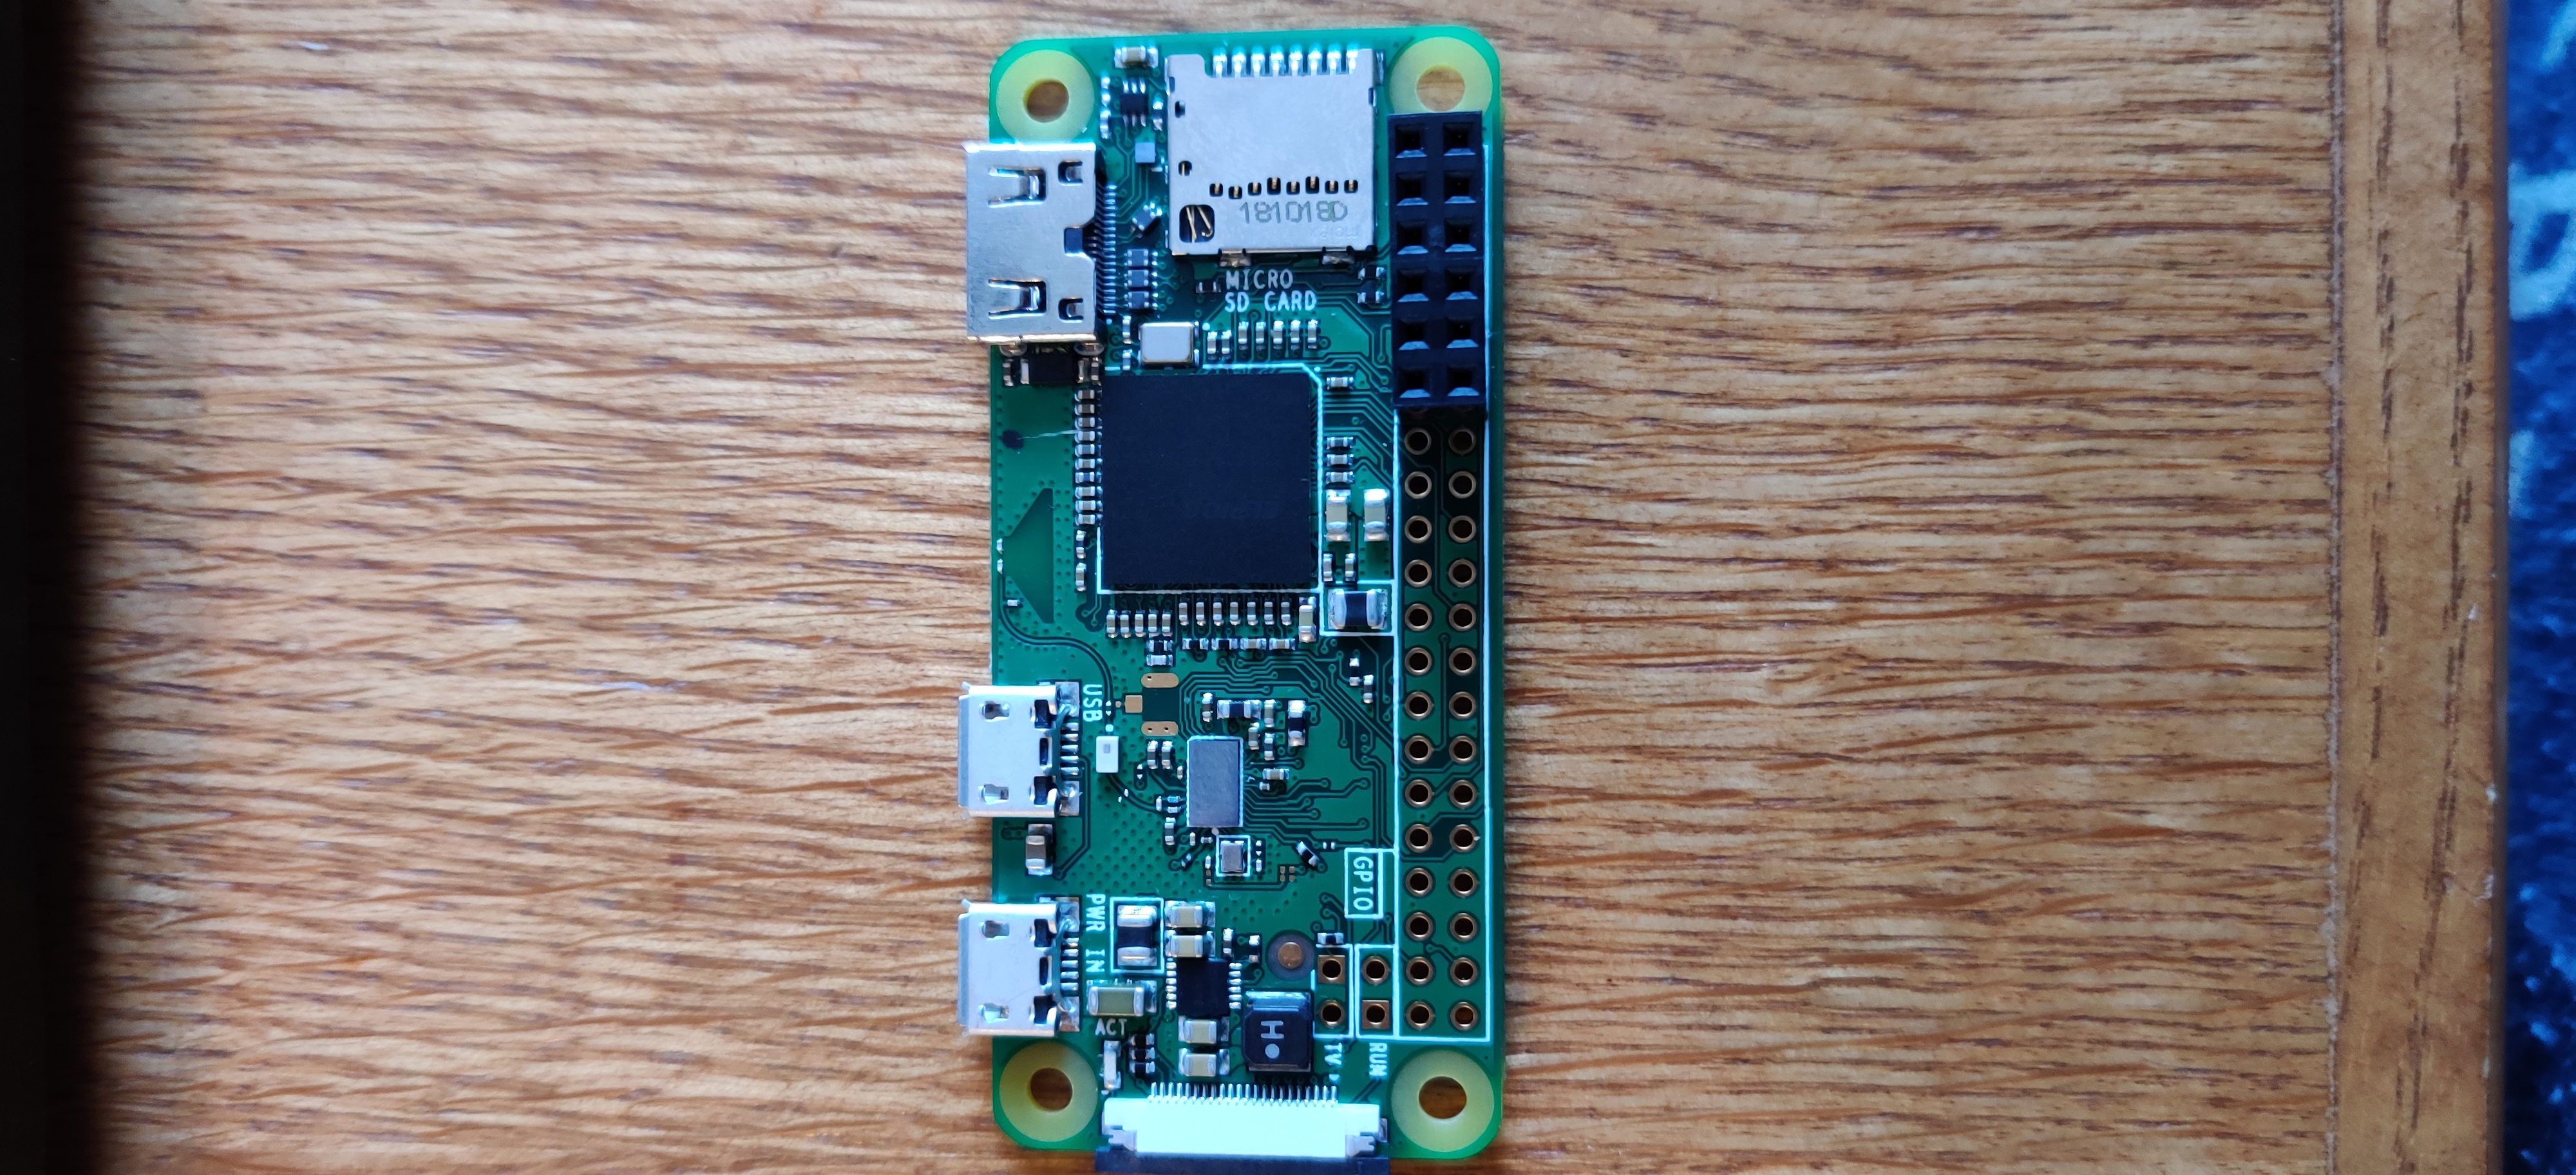 181018D
MICRO
SD CARD
USB
GPIO
PWR IN
ACT
H
TV
RUN